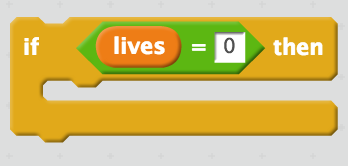 if lives = 0 then